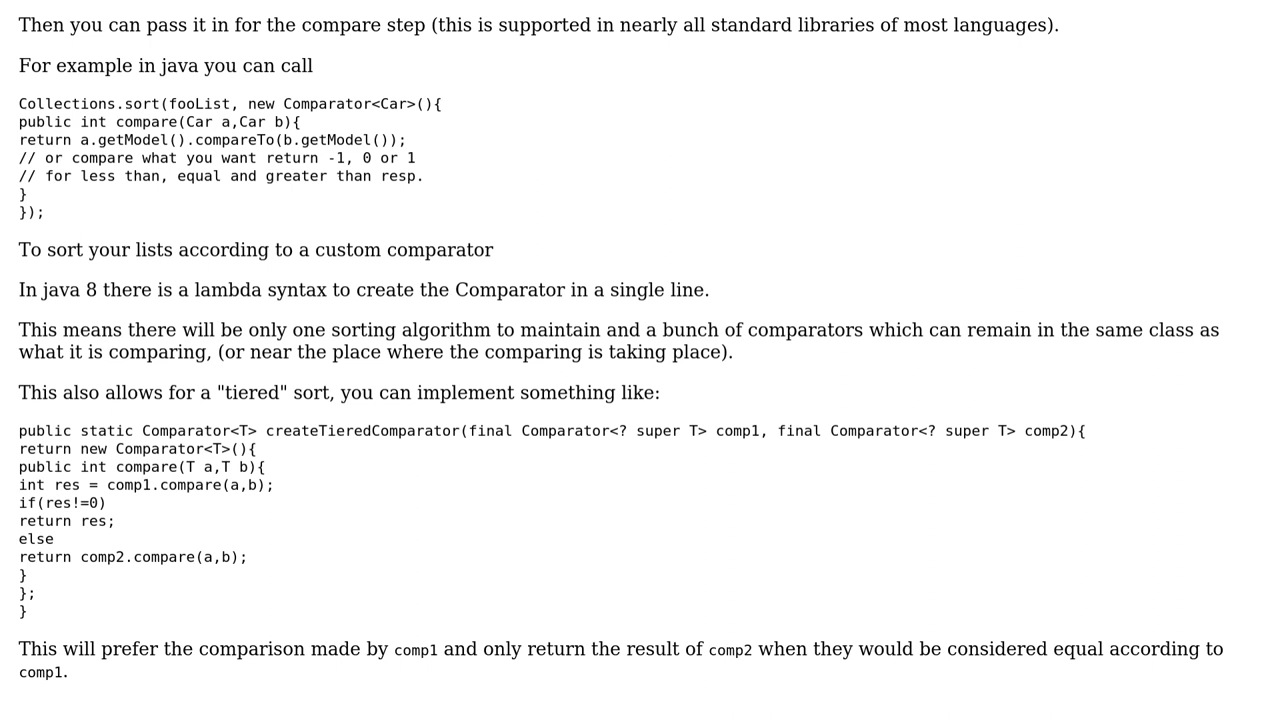 Then you can pass it in for the compare step (this is supported in nearly all standard libraries of most languages).
For example in java you can call
Collections.sort(fooList, new Comparator<Car>(){
public int compare(Car a,Car b){
return a.getModel().compareTo(b.getModel());
// or compare what you want return -1, 0 or 1
// for less than, equal and greater than resp.
}
});
To sort your lists according to a custom comparator
In java 8 there is a lambda syntax to create the Comparator in a single line.
This means there will be only one sorting algorithm to maintain and a bunch of comparators which can remain in the same class as
what it is comparing, (or near the place where the comparing is taking place).
This also allows for a "tiered" sort, you can implement something like:
public static Comparator<T> createTieredComparator(final Comparator<? super T> comp1, final Comparator<? super T> comp2){
return new Comparator<T>(){
public int compare(T a,T b){
int res = comp1.compare(a,b);
if(res!=0)
return res;
else
return comp2.compare(a,b);
}
};
}
This will prefer the comparison made by comp1 and only return the result of comp2 when they would be considered equal according to
comp1.